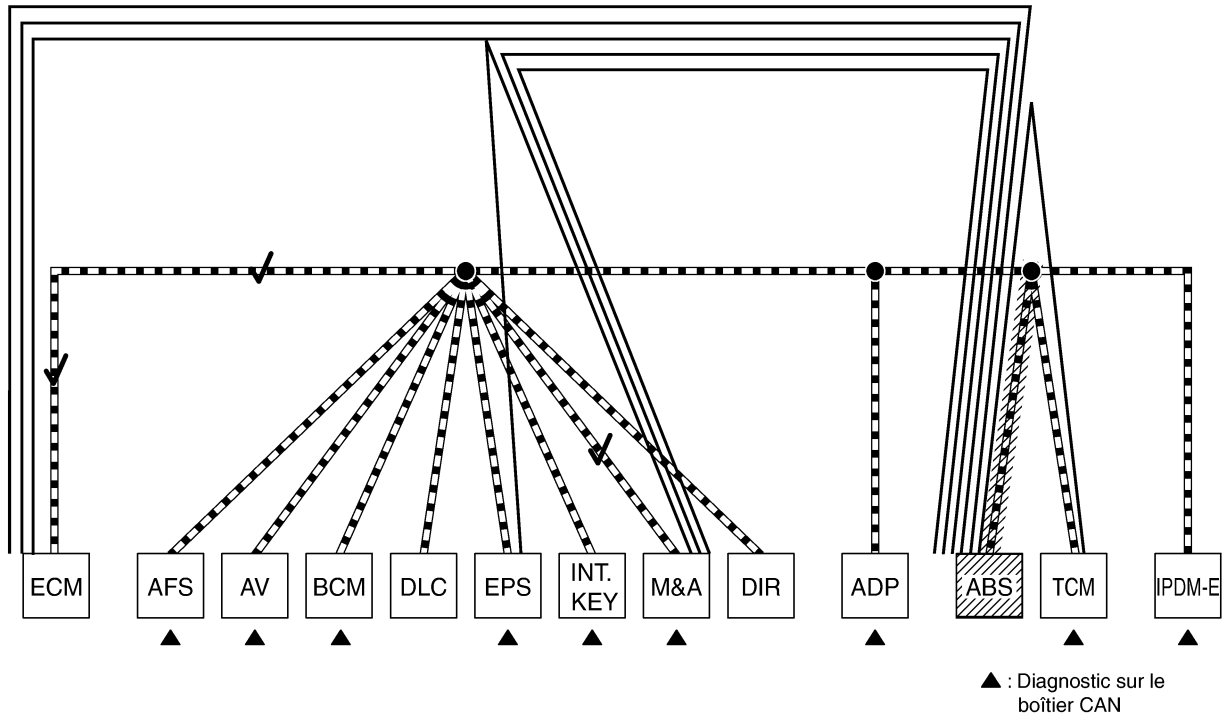 ECM
AFS
AV
BCM
DLC
EPS
INT.
KEY
M&A
DIR
ADP
ABS
TCM
IPDM-E
▲ : Diagnostic sur le
boîtier CAN